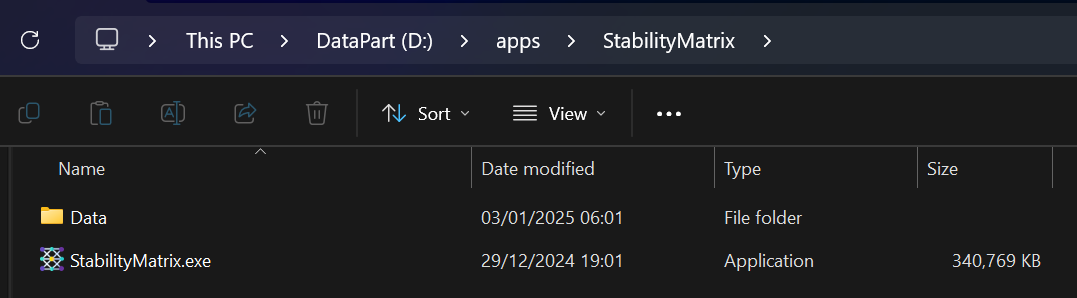 This PC > DataPart (D:) > apps > StabilityMatrix >
Sort View •••
Name Date modified Type Size
Data 03/01/2025 06:01 File folder
StabilityMatrix.exe 29/12/2024 19:01 Application 340,769 KB